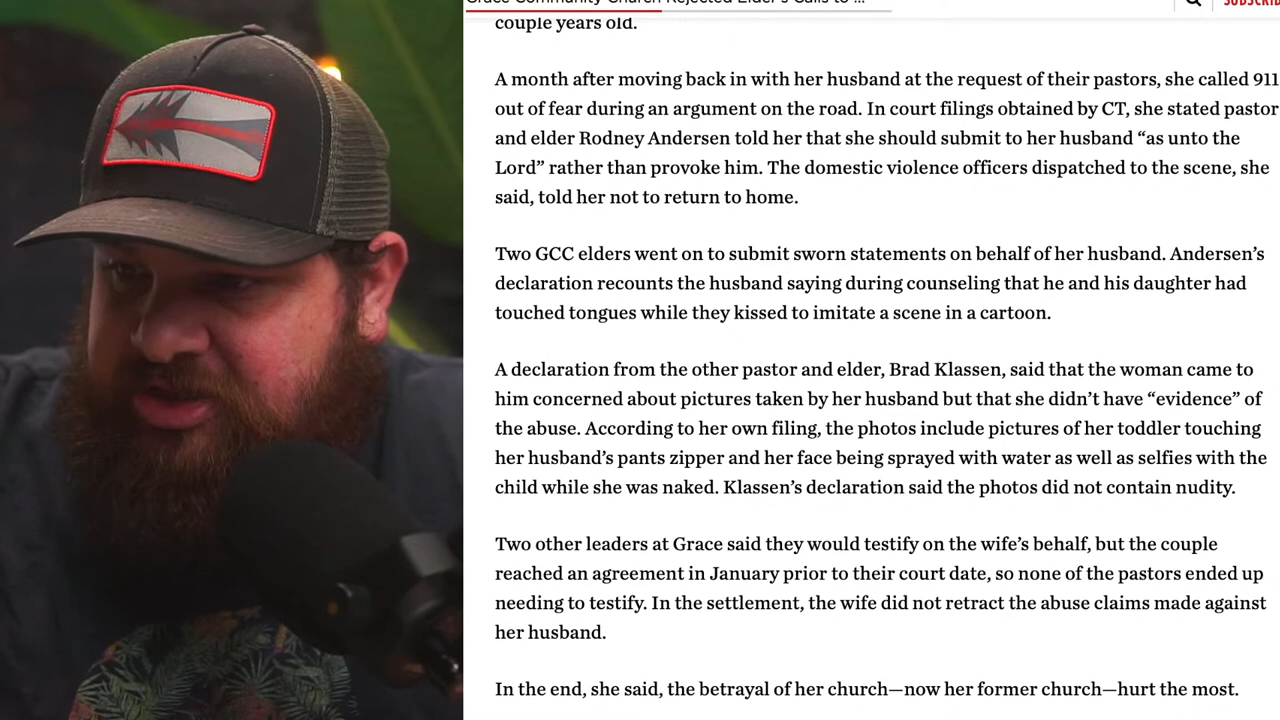 Grace Community Church Rejected Elder's Calls to ...
SUBSCRIB
couple years old.
A month after moving back in with her husband at the request of their pastors, she called 911
out of fear during an argument on the road. In court filings obtained by CT, she stated pastor
and elder Rodney Andersen told her that she should submit to her husband “as unto the
Lord” rather than provoke him. The domestic violence officers dispatched to the scene, she
said, told her not to return to home.
Two GCC elders went on to submit sworn statements on behalf of her husband. Andersen’s
declaration recounts the husband saying during counseling that he and his daughter had
touched tongues while they kissed to imitate a scene in a cartoon.
A declaration from the other pastor and elder, Brad Klassen, said that the woman came to
him concerned about pictures taken by her husband but that she didn’t have “evidence” of
the abuse. According to her own filing, the photos include pictures of her toddler touching
her husband’s pants zipper and her face being sprayed with water as well as selfies with the
child while she was naked. Klassen’s declaration said the photos did not contain nudity.
Two other leaders at Grace said they would testify on the wife’s behalf, but the couple
reached an agreement in January prior to their court date, so none of the pastors ended up
needing to testify. In the settlement, the wife did not retract the abuse claims made against
her husband.
In the end, she said, the betrayal of her church—now her former church—hurt the most.